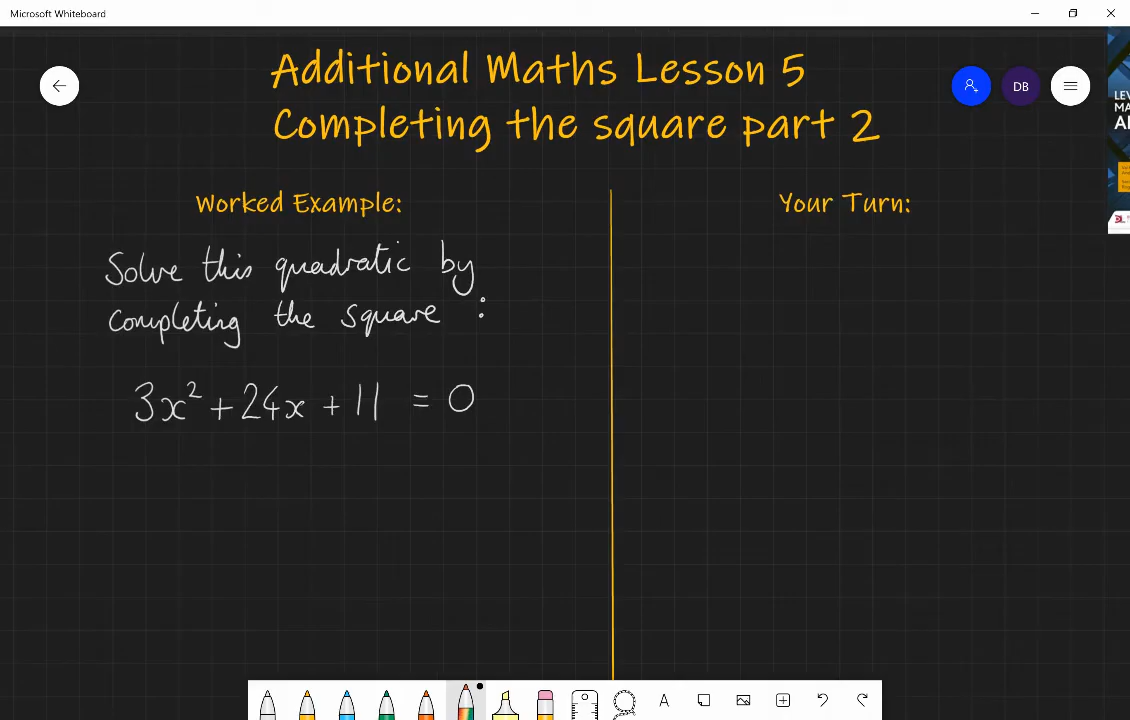 Microsoft Whiteboard
Additional Maths Lesson 5
Completing the square part 2
DB
Worked Example:
Solve this quadratic by
completing the square :
3x² + 24x + 11 = 0
Your Turn:
A